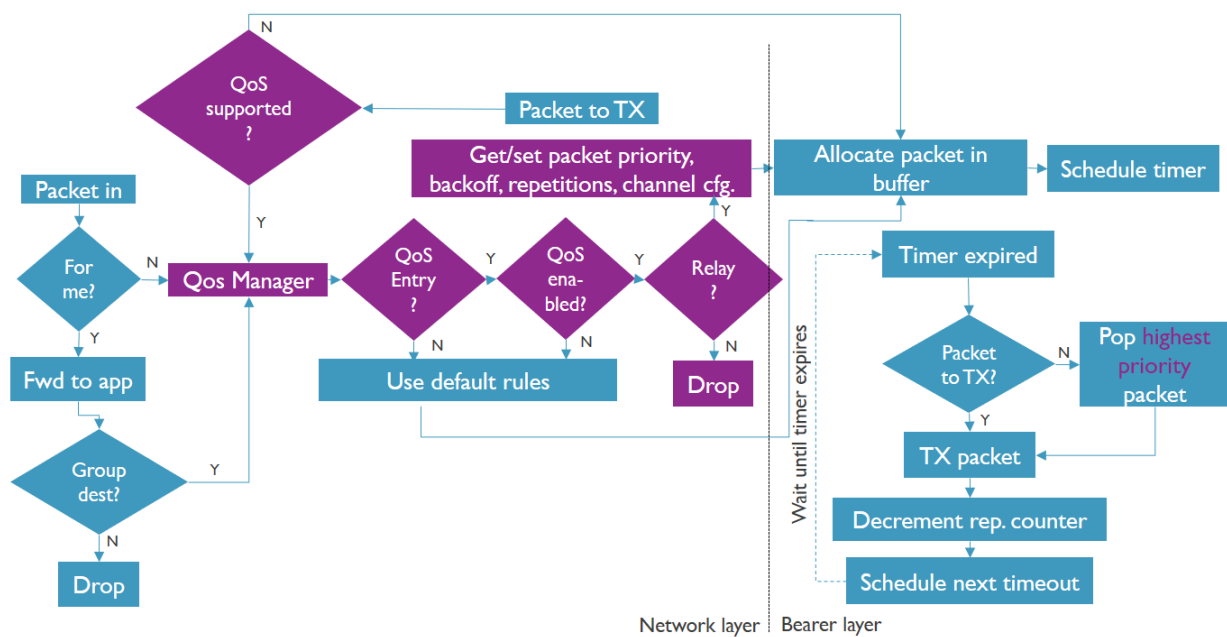 N
QoS
supported
?
Packet to TX
Get/set packet priority,
backoff, repetitions, channel cfg.
Allocate packet in
buffer
Schedule timer
Packet in
Y
Y
For
me?
N
Qos Manager
QoS
Entry
?
Y
QoS
ena-
bled?
Y
Relay
?
Timer expired
Y
N
N
N
Fwd to app
Use default rules
Drop
Packet
to TX?
N
Pop highest
priority
packet
Y
Group
dest?
Y
TX packet
Wait until timer expires
N
Decrement rep. counter
Drop
Schedule next timeout
Network layer
Bearer layer